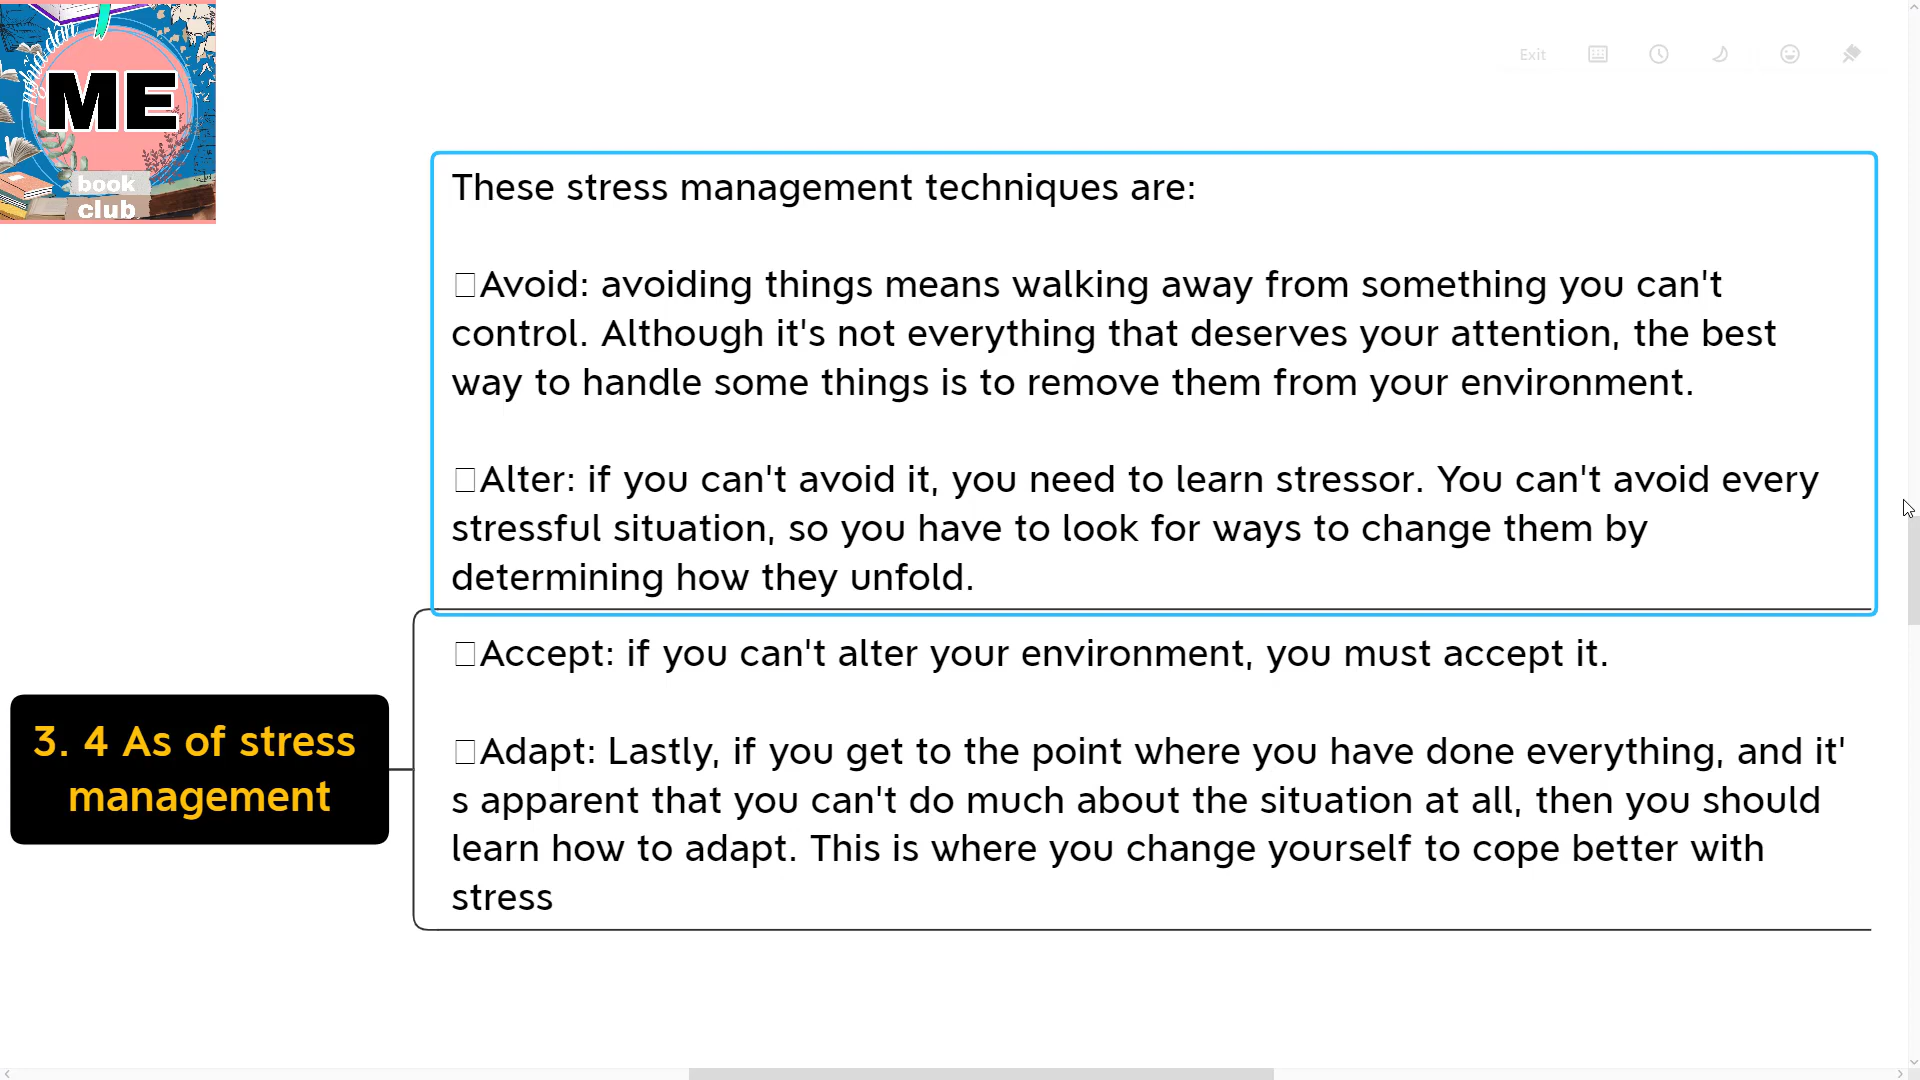 nghia dan
ME
book
club
Exit
These stress management techniques are:
Avoid: avoiding things means walking away from something you can't
control. Although it's not everything that deserves your attention, the best
way to handle some things is to remove them from your environment.
Alter: if you can't avoid it, you need to learn stressor. You can't avoid every
stressful situation, so you have to look for ways to change them by
determining how they unfold.
Accept: if you can't alter your environment, you must accept it.
3. 4 As of stress
management
Adapt: Lastly, if you get to the point where you have done everything, and it'
s apparent that you can't do much about the situation at all, then you should
learn how to adapt. This is where you change yourself to cope better with
stress